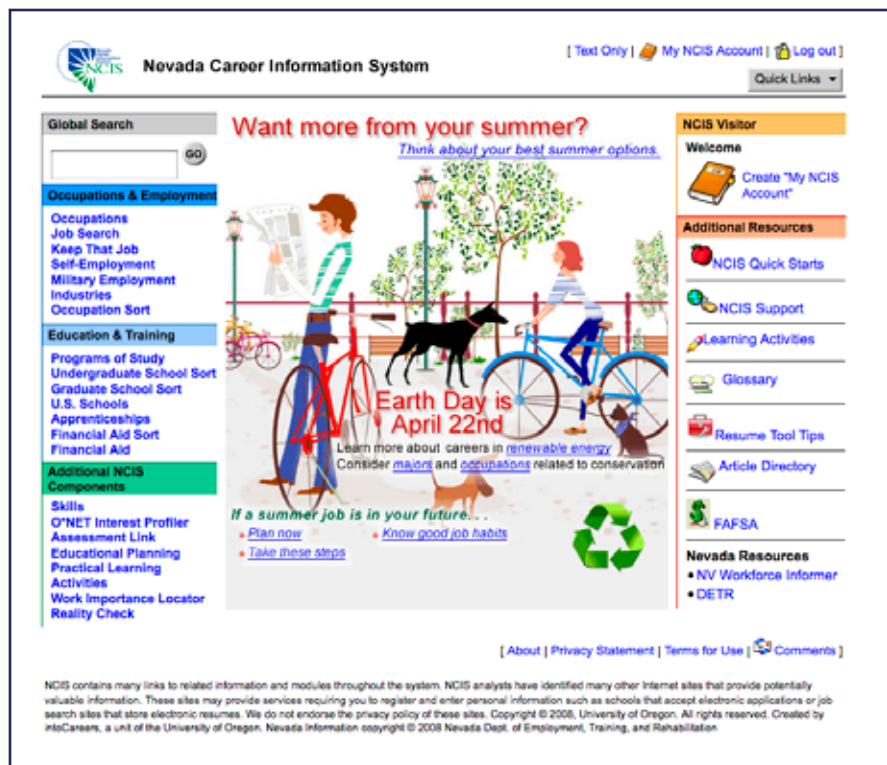 NCIS
Nevada Career Information System
[ Text Only | My NCIS Account | Log out ]
Quick Links
Global Search
GO
Occupations & Employment
Occupations
Job Search
Keep That Job
Self-Employment
Military Employment
Industries
Occupation Sort
Education & Training
Programs of Study
Undergraduate School Sort
Graduate School Sort
U.S. Schools
Apprenticeships
Financial Aid Sort
Financial Aid
Additional NCIS
Components
Skills
O*NET Interest Profiler
Assessment Link
Educational Planning
Practical Learning
Activities
Work Importance Locator
Reality Check
Want more from your summer?
Think about your best summer options.
Earth Day is
April 22nd
Learn more about careers in renewable energy
Consider majors and occupations related to conservation
If a summer job is in your future. . .
• Plan now
• Know good job habits
• Take these steps
NCIS Visitor
Welcome
Create "My NCIS
Account"
Additional Resources
NCIS Quick Starts
NCIS Support
Learning Activities
Glossary
Resume Tool Tips
Article Directory
FAFSA
Nevada Resources
• NV Workforce Informer
• DETR
[ About | Privacy Statement | Terms for Use | Comments ]
NCIS contains many links to related information and modules throughout the system. NCIS analysts have identified many other Internet sites that provide potentially
valuable information. These sites may provide services requiring you to register and enter personal information such as schools that accept electronic applications or job
search sites that store electronic resumes. We do not endorse the privacy policy of these sites. Copyright © 2008, University of Oregon. All rights reserved. Created by
intoCareers, a unit of the University of Oregon. Nevada Information copyright © 2008 Nevada Dept. of Employment, Training, and Rehabilitation